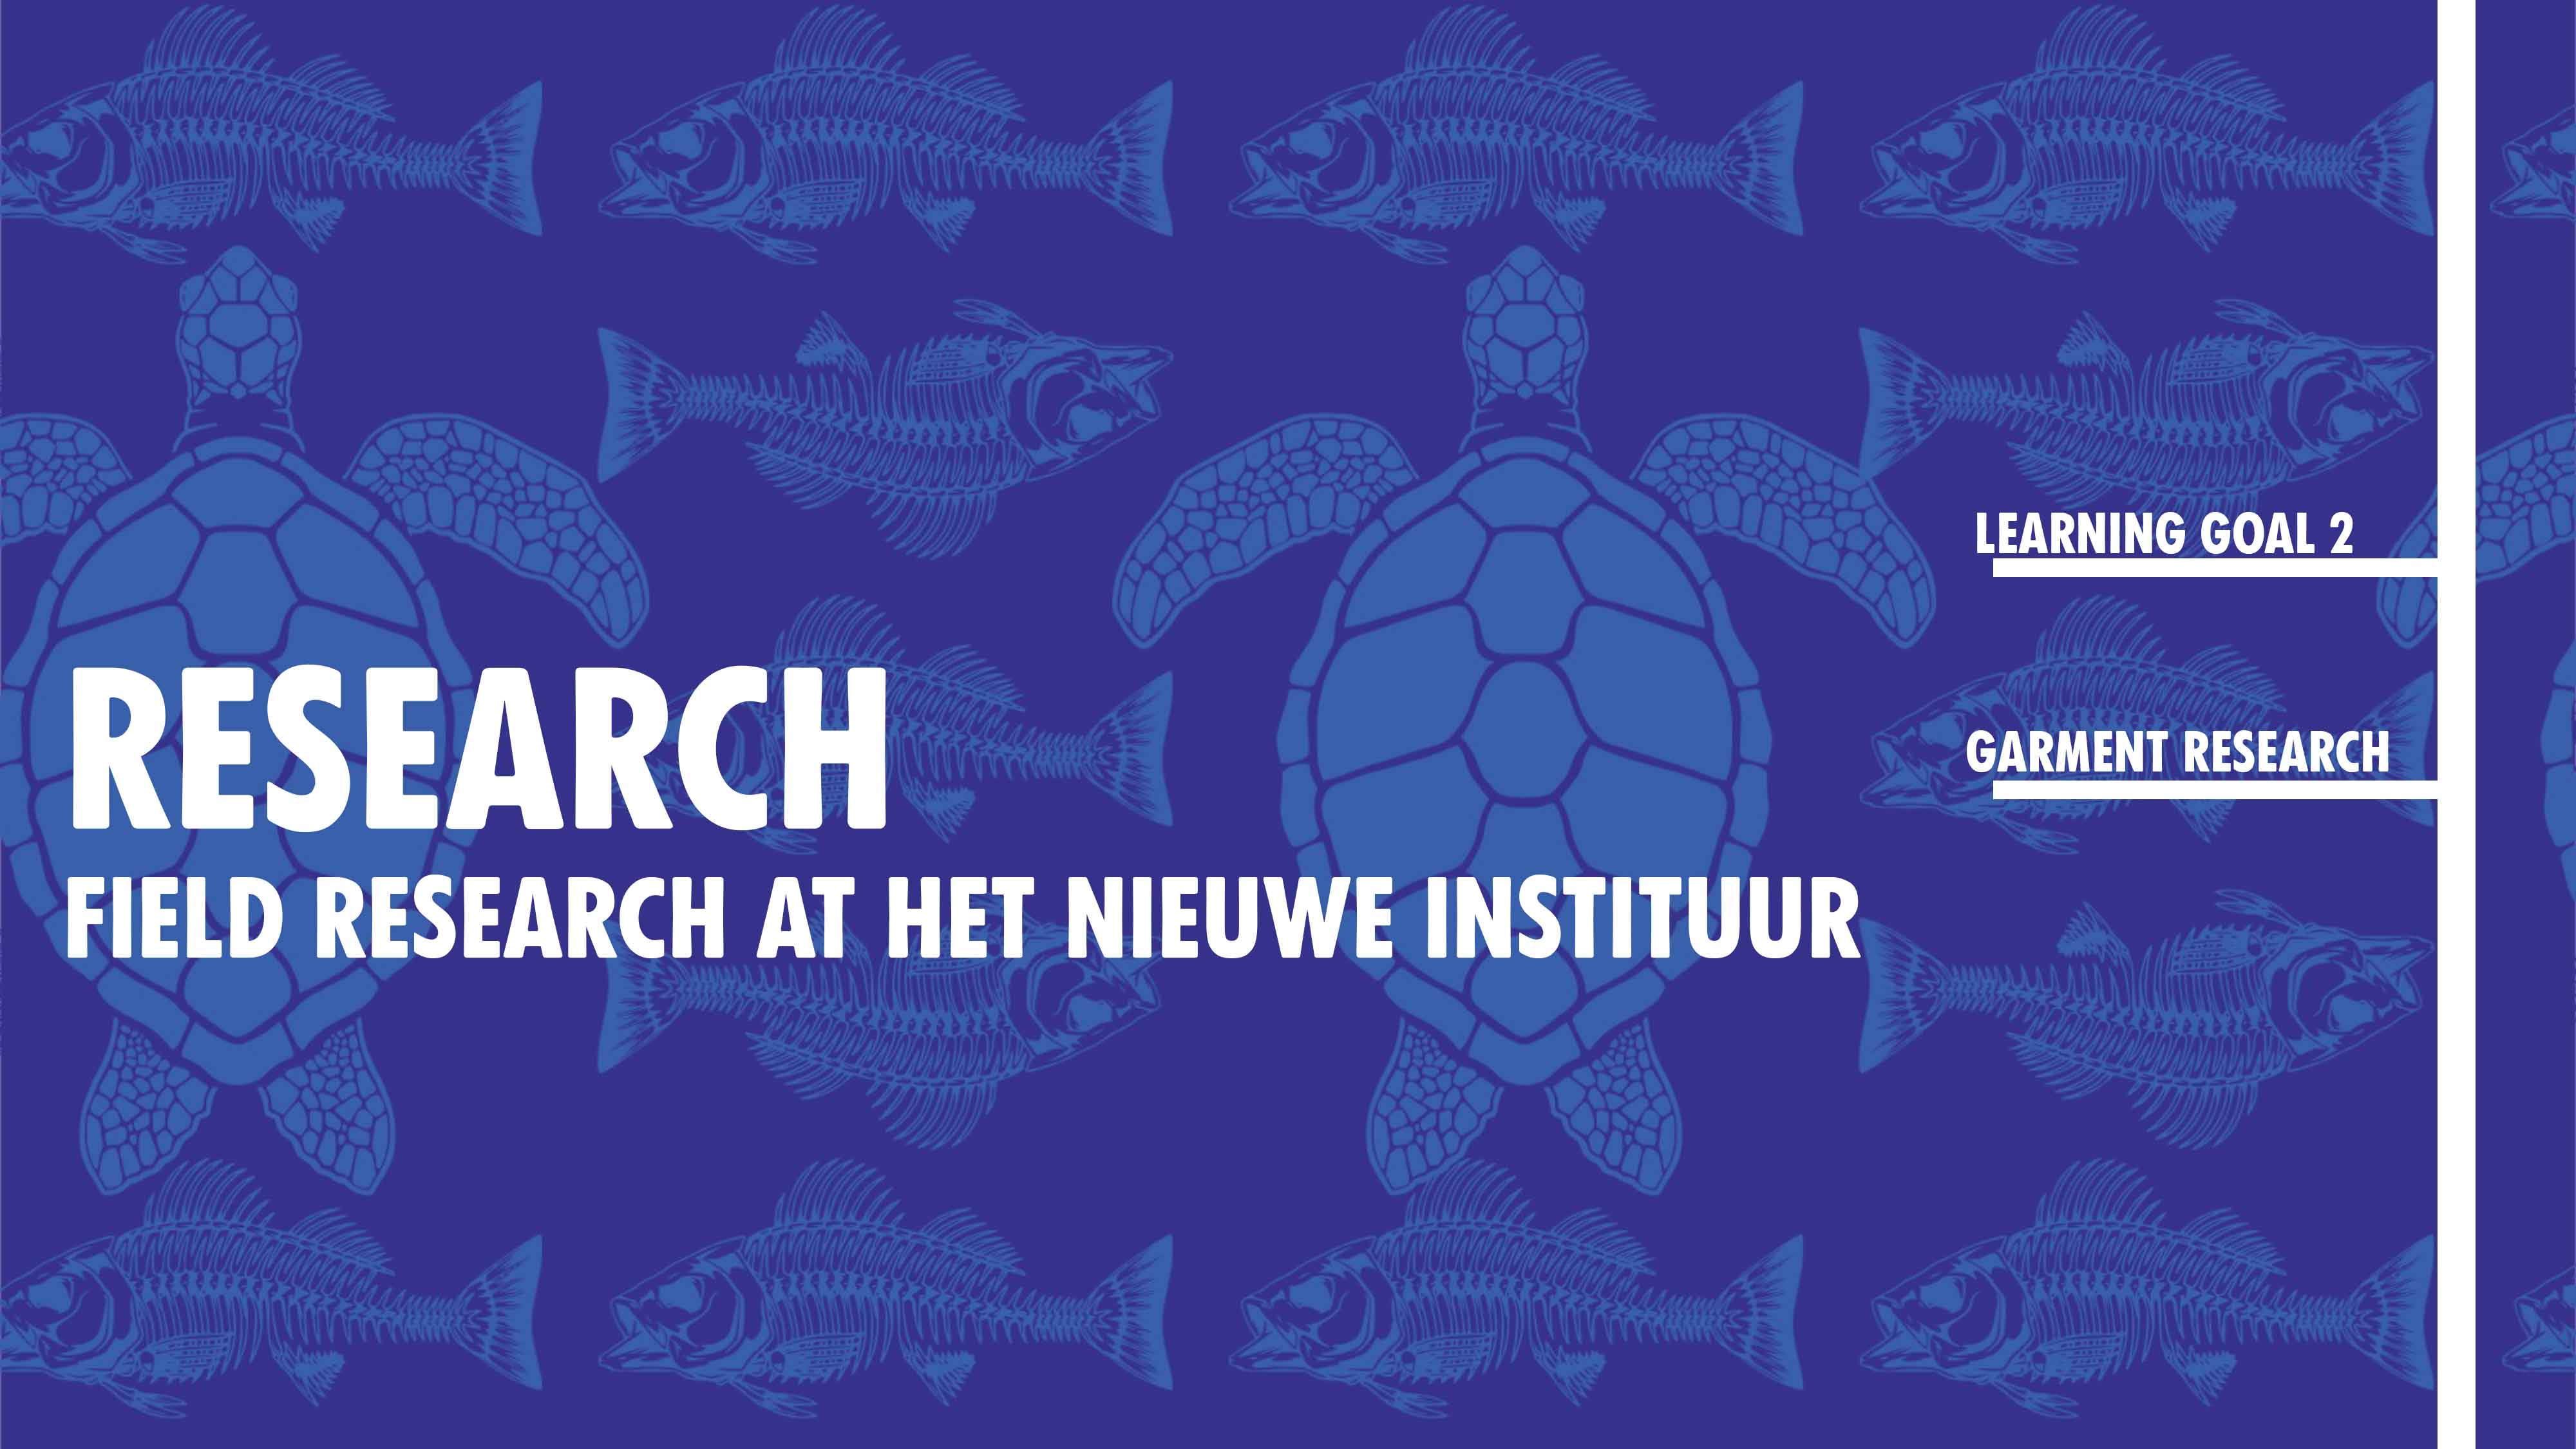 LEARNING GOAL 2
GARMENT RESEARCH
RESEARCH
FIELD RESEARCH AT HET NIEUWE INSTITUUR